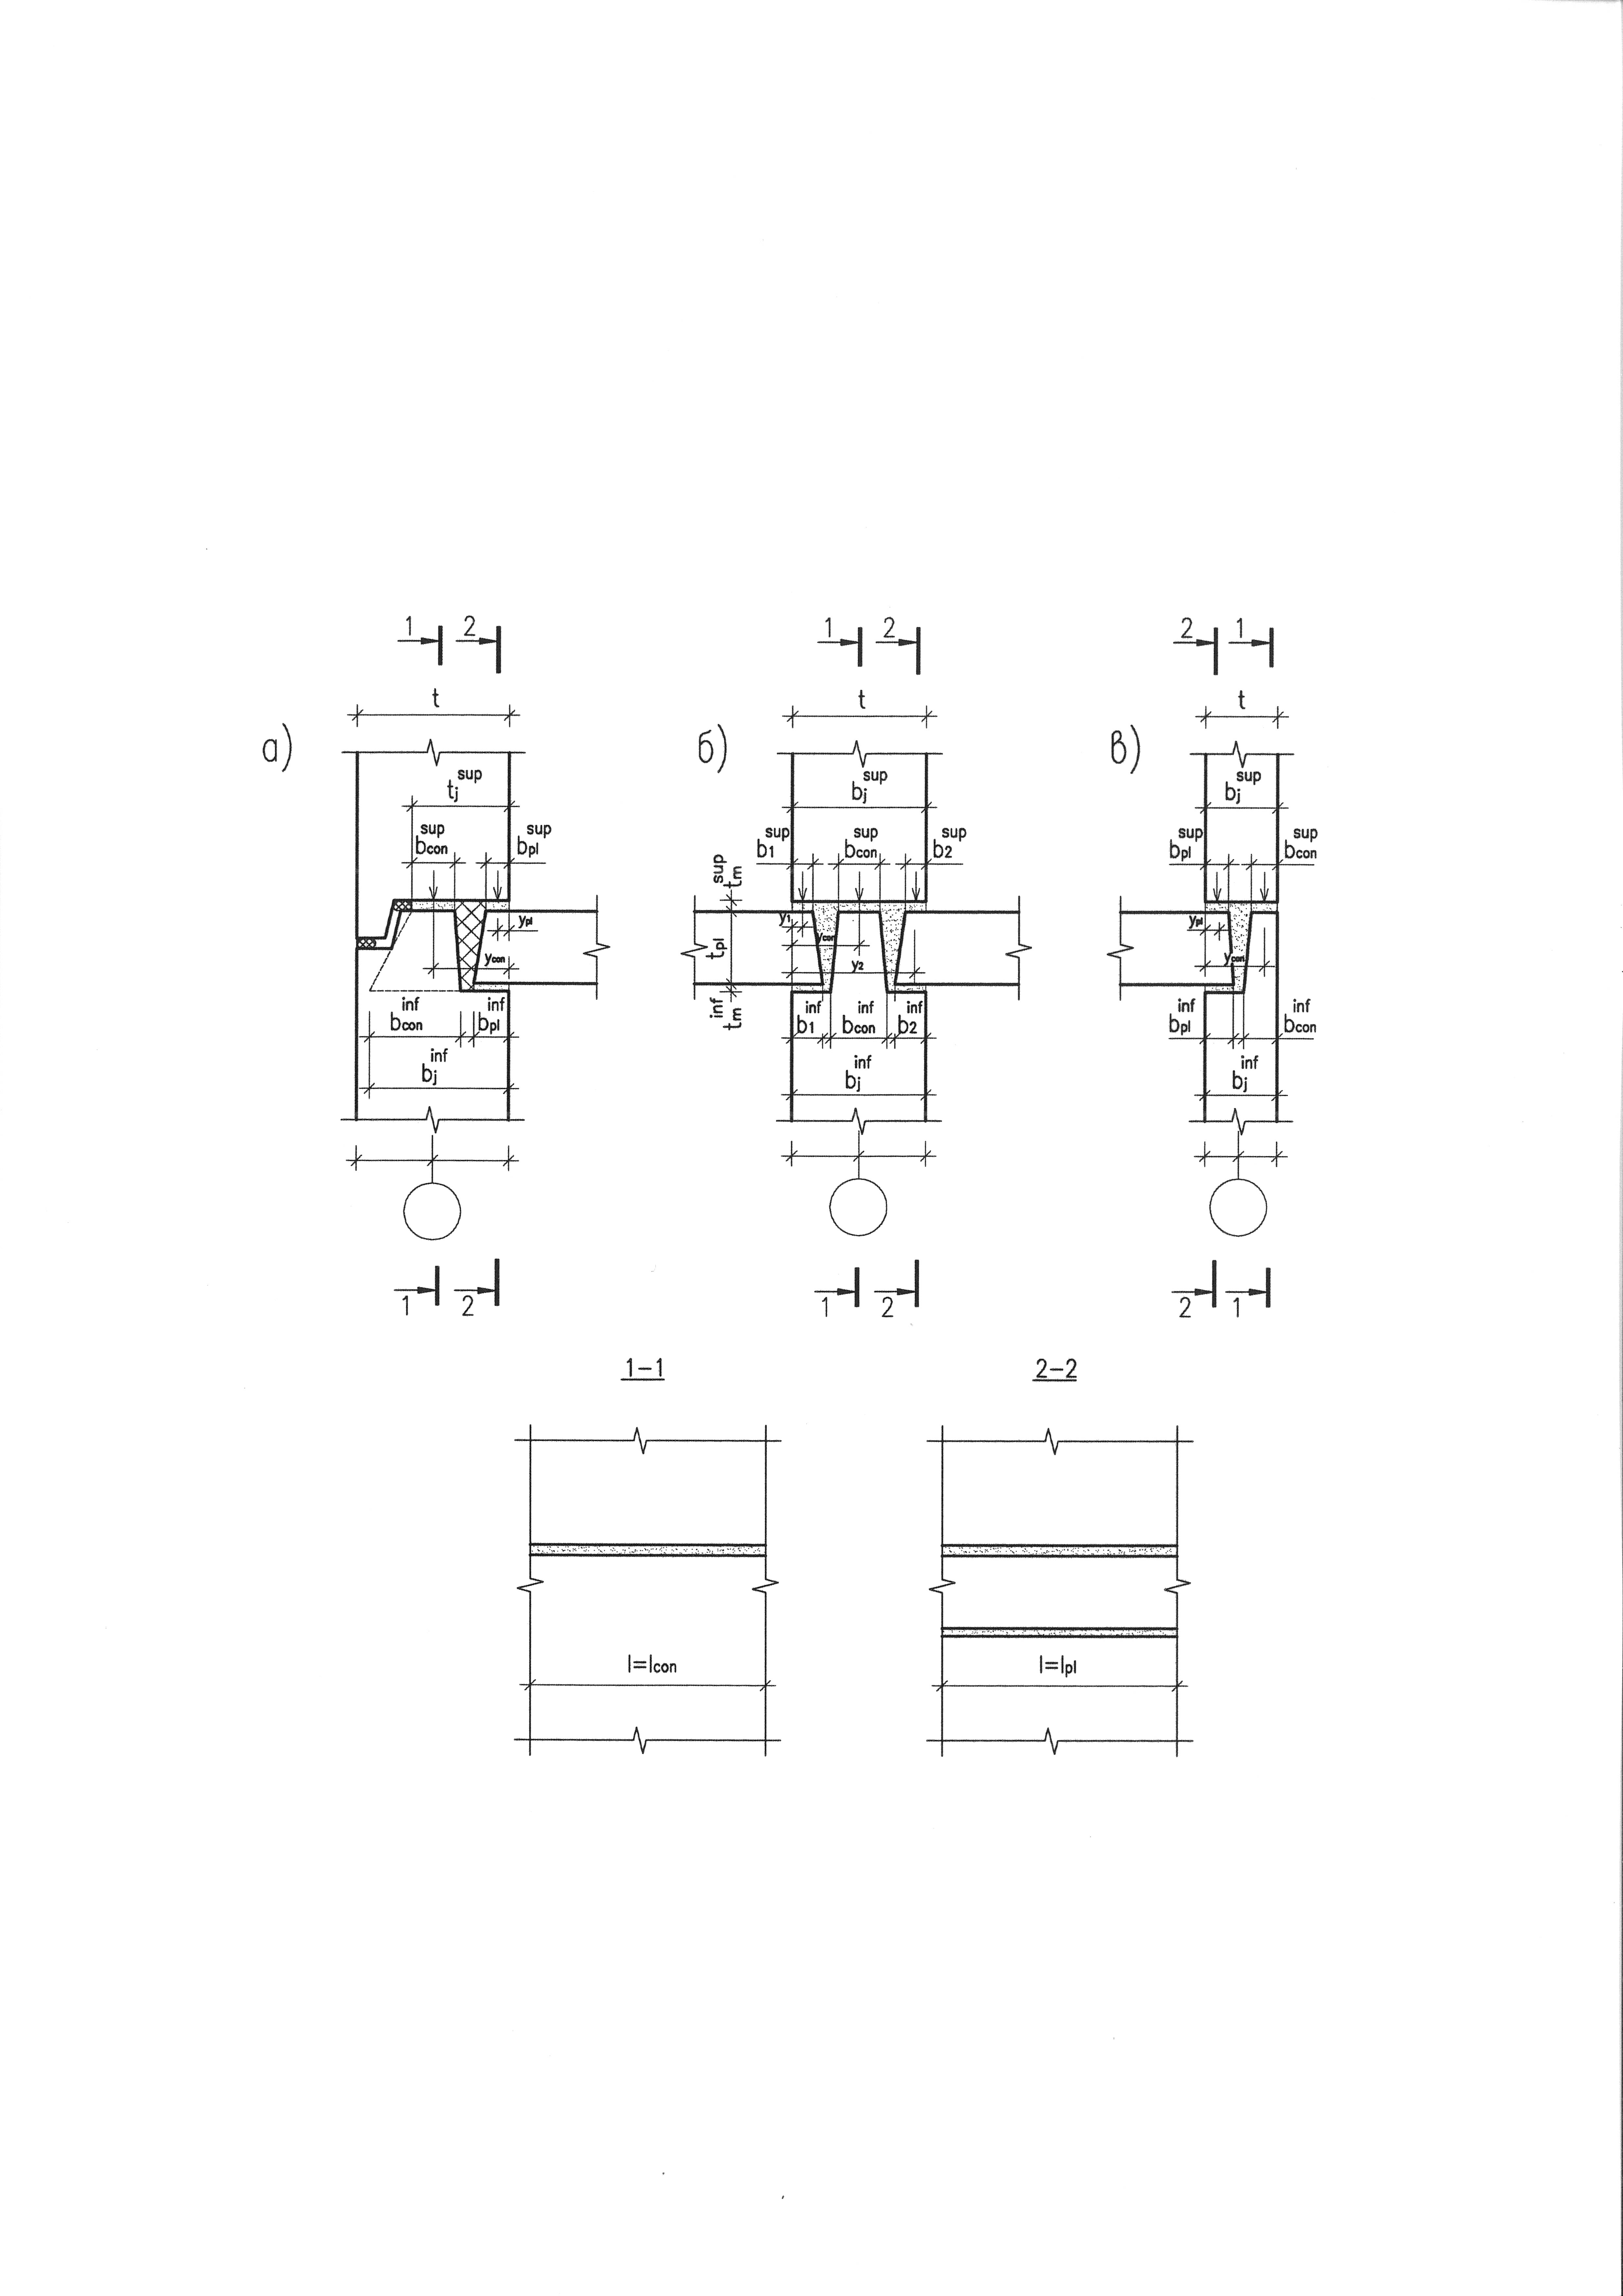 1 2
1 2
2 1
t
t
t
а)
б)
в)
tj sup
bj sup
bj sup
bcon sup
bpl sup
b1 sup
bcon sup
b2 sup
bpl sup
bcon sup
tm sup
ypl
y1
ypl
ycon
ycon
ycon
tpl
y2
tm inf
bcon inf
bpl inf
b1 inf
bcon inf
b2 inf
bpl inf
bcon inf
bj inf
bj inf
bj inf
1 2
1 2
2 1
1-1
2-2
l=lcon
l=lpl